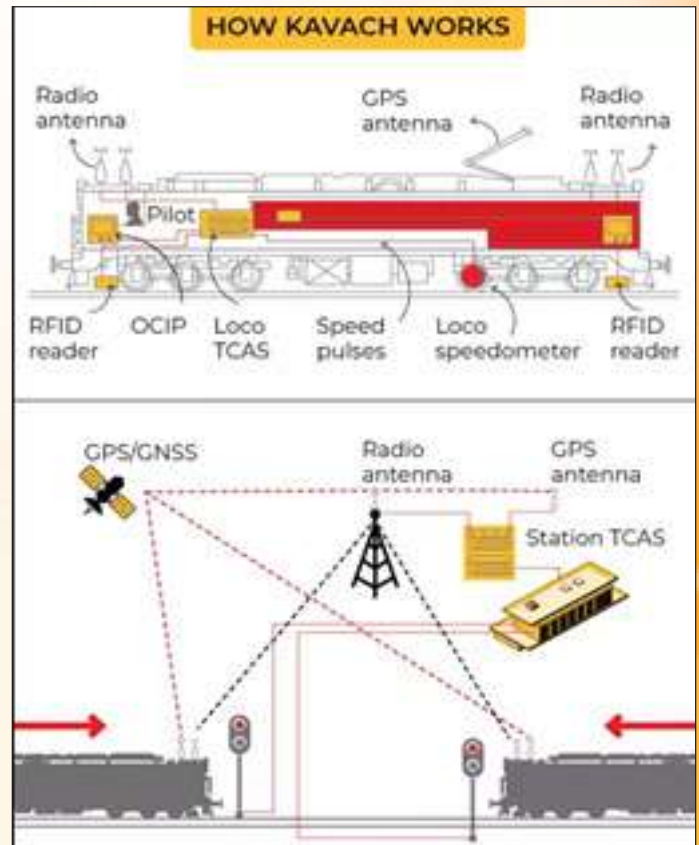 HOW KAVACH WORKS
Radio
antenna
GPS
antenna
Radio
antenna
Pilot
RFID
reader
OCIP
Loco
TCAS
Speed
pulses
Loco
speedometer
RFID
reader
GPS/GNSS
Radio
antenna
GPS
antenna
Station TCAS